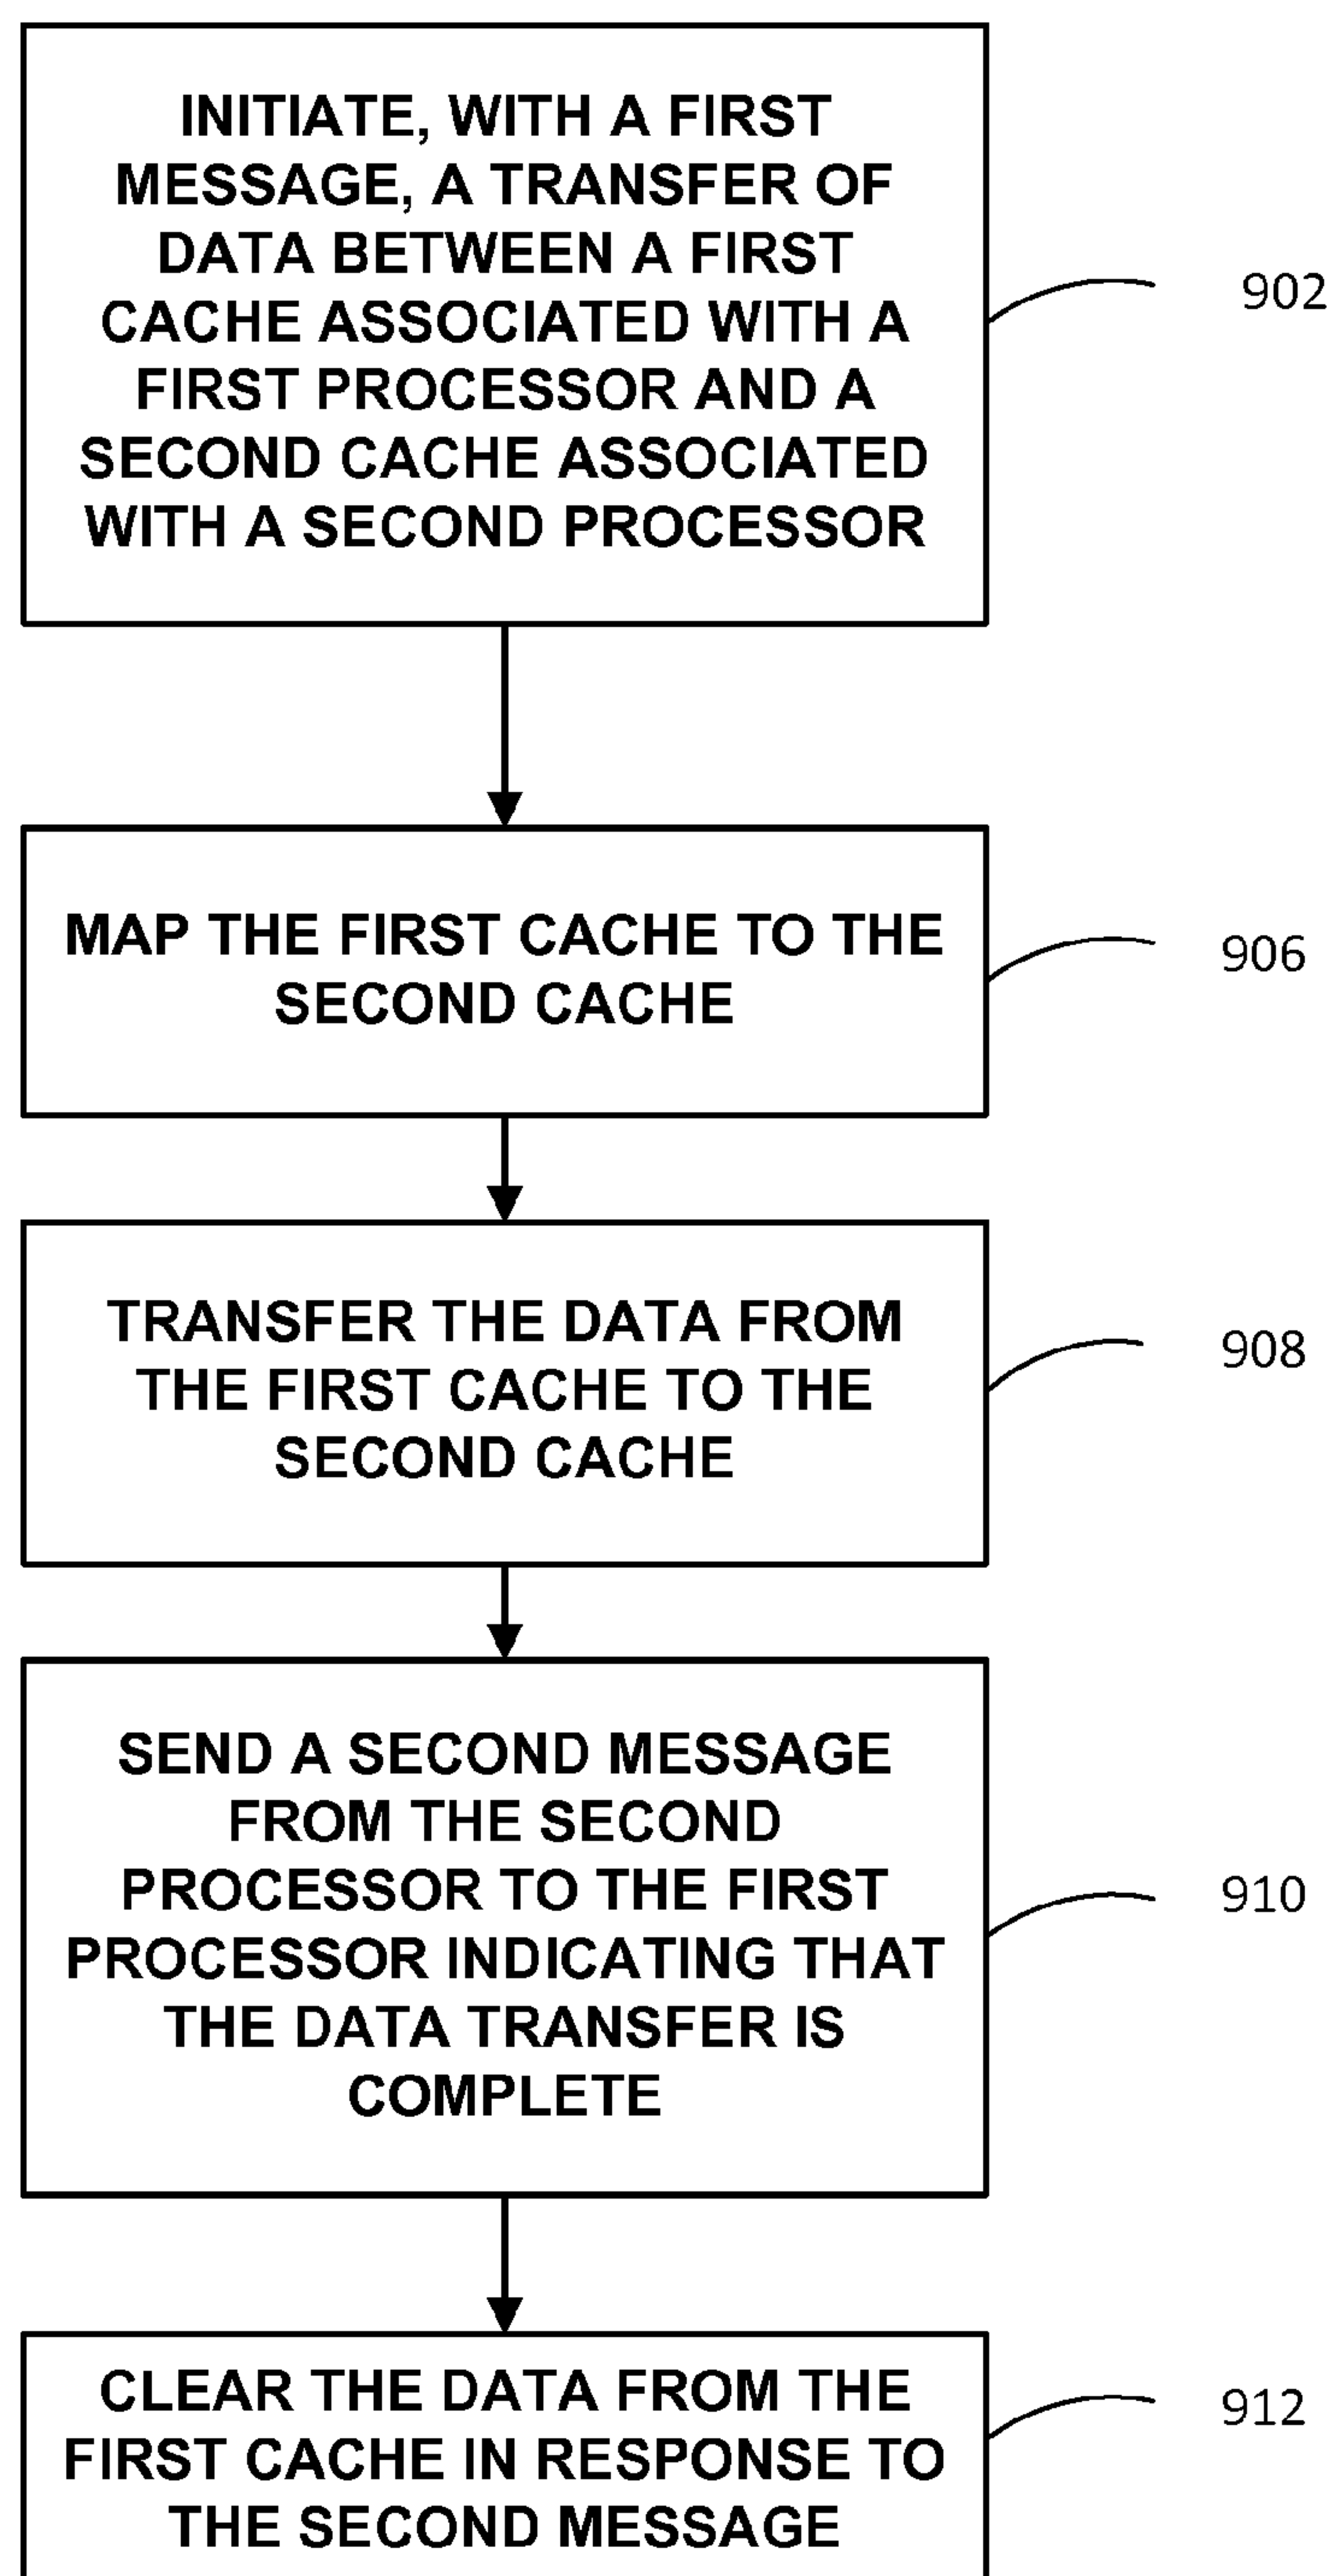 INITIATE, WITH A FIRST
MESSAGE, A TRANSFER OF
DATA BETWEEN A FIRST
CACHE ASSOCIATED WITH A
FIRST PROCESSOR AND A
SECOND CACHE ASSOCIATED
WITH A SECOND PROCESSOR
902
MAP THE FIRST CACHE TO THE
SECOND CACHE
906
TRANSFER THE DATA FROM
THE FIRST CACHE TO THE
SECOND CACHE
908
SEND A SECOND MESSAGE
FROM THE SECOND
PROCESSOR TO THE FIRST
PROCESSOR INDICATING THAT
THE DATA TRANSFER IS
COMPLETE
910
CLEAR THE DATA FROM THE
FIRST CACHE IN RESPONSE TO
THE SECOND MESSAGE
912